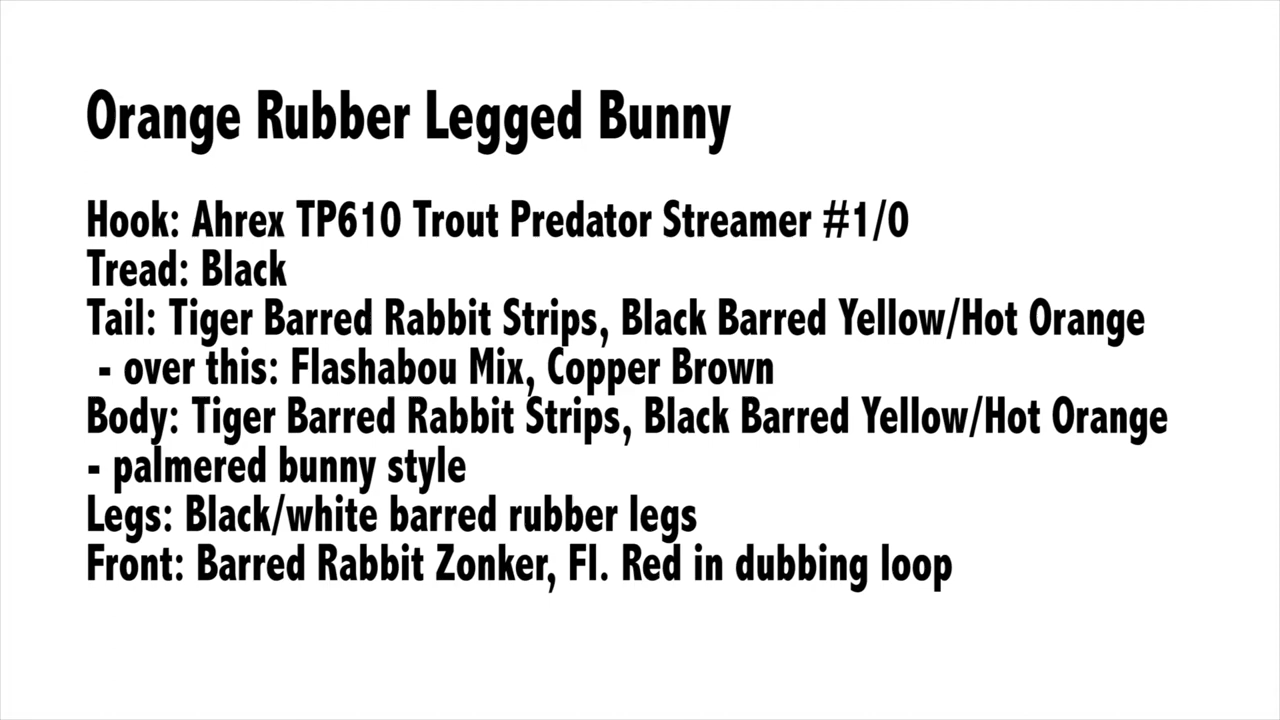 Orange Rubber Legged Bunny
Hook: Ahrex TP610 Trout Predator Streamer #1/0
Tread: Black
Tail: Tiger Barred Rabbit Strips, Black Barred Yellow/Hot Orange
- over this: Flashabou Mix, Copper Brown
Body: Tiger Barred Rabbit Strips, Black Barred Yellow/Hot Orange
- palmered bunny style
Legs: Black/white barred rubber legs
Front: Barred Rabbit Zonker, Fl. Red in dubbing loop